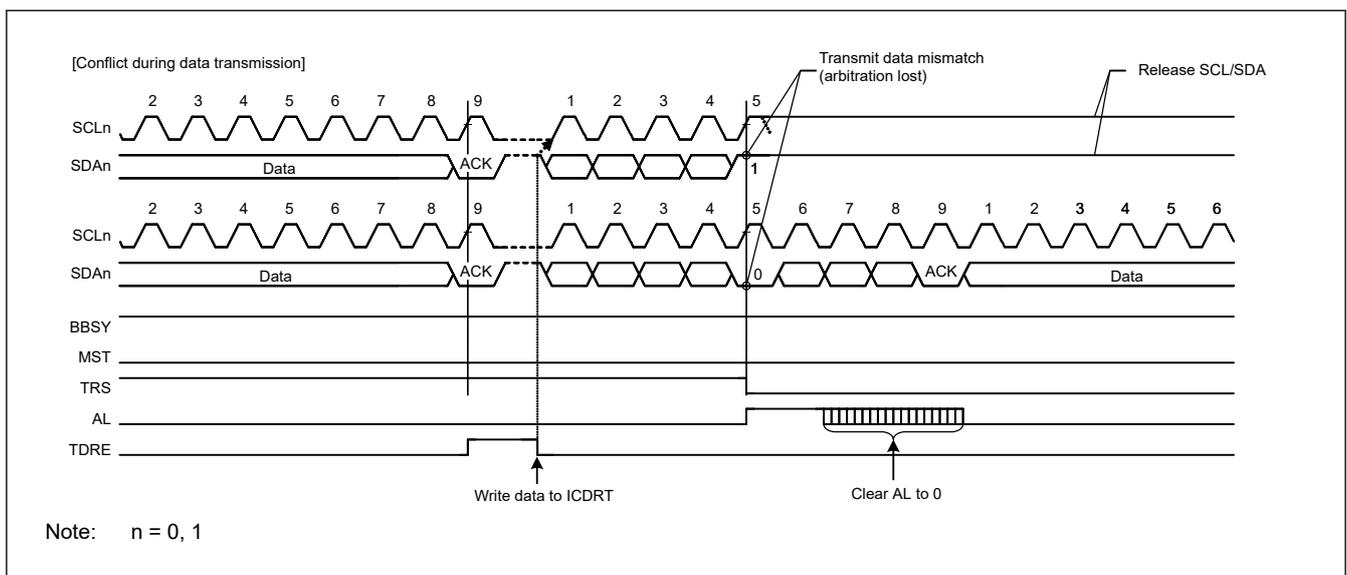 [Conflict during data transmission]
Transmit data mismatch
(arbitration lost)
Release SCL/SDA
2 3 4 5 6 7 8 9 1 2 3 4 5
SCLn
SDAn Data ACK 1
2 3 4 5 6 7 8 9 1 2 3 4 5 6 7 8 9 1 2 3 4 5 6
SCLn
SDAn Data ACK 0 ACK Data
BBSY
MST
TRS
AL
TDRE
Write data to ICDRT
Clear AL to 0
Note: n = 0, 1